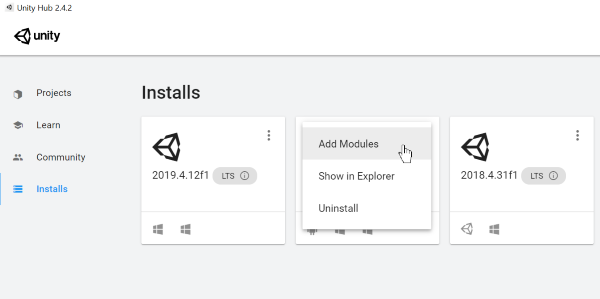 Unity Hub 2.4.2
unity
Projects
Learn
Community
Installs
Installs
2019.4.12f1 LTS
Add Modules
Show in Explorer
Uninstall
2018.4.31f1 LTS